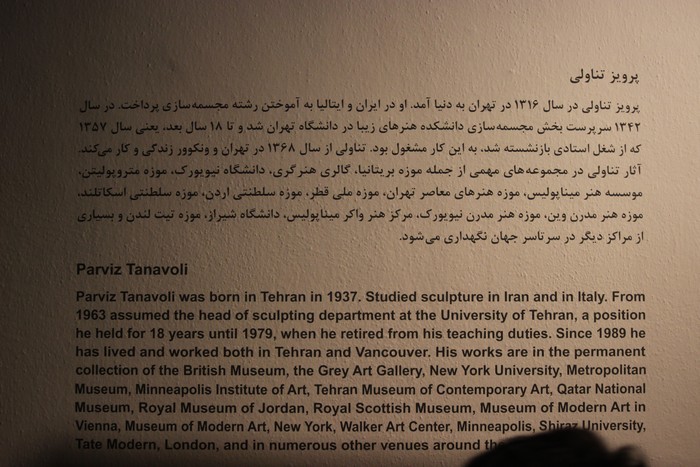 پرویز تناولی
پرویز تناولی در سال ۱۳۱۶ در تهران به دنیا آمد. او در ایران و ایتالیا به آموختن رشته مجسمه‌سازی پرداخت. در سال
۱۳۴۲ سرپرست بخش مجسمه‌سازی دانشکده هنرهای زیبا در دانشگاه تهران شد و تا ۱۸ سال بعد، یعنی سال ۱۳۵۷
که از شغل استادی بازنشسته شد، به این کار مشغول بود. تناولی از سال ۱۳۶۸ در تهران و ونکوور زندگی و کار می‌کند.
آثار تناولی در مجموعه‌های مهمی از جمله موزه بریتانیا، گالری هنرگری، دانشگاه نیویورک، موزه متروپولیتن،
موسسه هنر میناپولیس، موزه هنرهای معاصر تهران، موزه ملی قطر، موزه سلطنتی اردن، موزه سلطنتی اسکاتلند،
موزه هنر مدرن وین، موزه هنر مدرن نیویورک، مرکز هنر واکر میناپولیس، دانشگاه شیراز، موزه تیت لندن و بسیاری
از مراکز دیگر در سرتاسر جهان نگهداری می‌شود.
Parviz Tanavoli
Parviz Tanavoli was born in Tehran in 1937. Studied sculpture in Iran and in Italy. From
1963 assumed the head of sculpting department at the University of Tehran, a position
he held for 18 years until 1979, when he retired from his teaching duties. Since 1989 he
has lived and worked both in Tehran and Vancouver. His works are in the permanent
collection of the British Museum, the Grey Art Gallery, New York University, Metropolitan
Museum, Minneapolis Institute of Art, Tehran Museum of Contemporary Art, Qatar National
Museum, Royal Museum of Jordan, Royal Scottish Museum, Museum of Modern Art in
Vienna, Museum of Modern Art, New York, Walker Art Center, Minneapolis, Shiraz University,
Tate Modern, London, and in numerous other venues around the